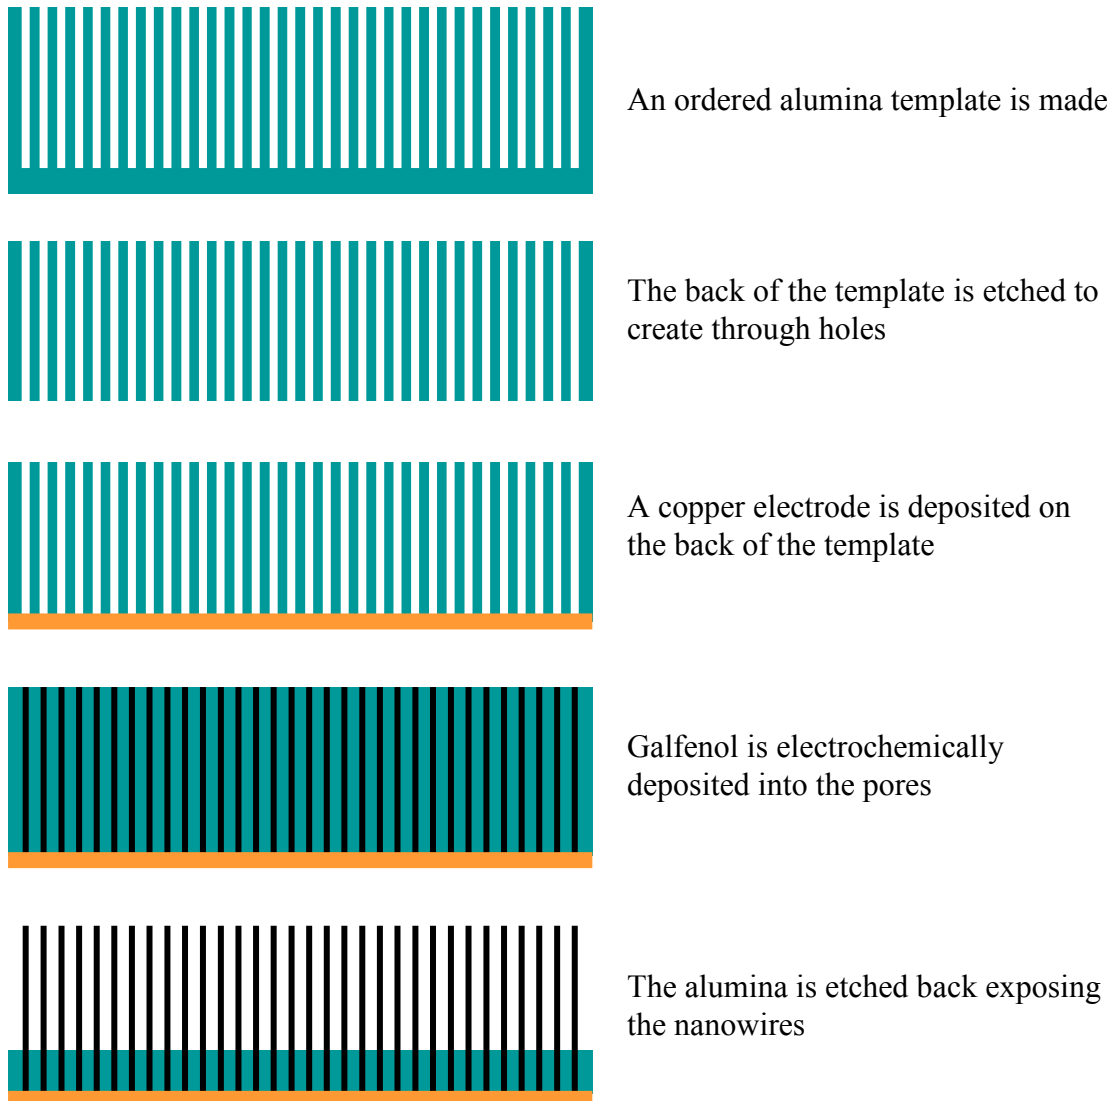 An ordered alumina template is made
The back of the template is etched to
create through holes
A copper electrode is deposited on
the back of the template
Galfenol is electrochemically
deposited into the pores
The alumina is etched back exposing
the nanowires